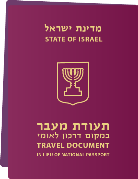 מדינת ישראל
STATE OF ISRAEL
תעודת מעבר
במקום דרכון לאומי
TRAVEL DOCUMENT
IN LIEU OF NATIONAL PASSPORT